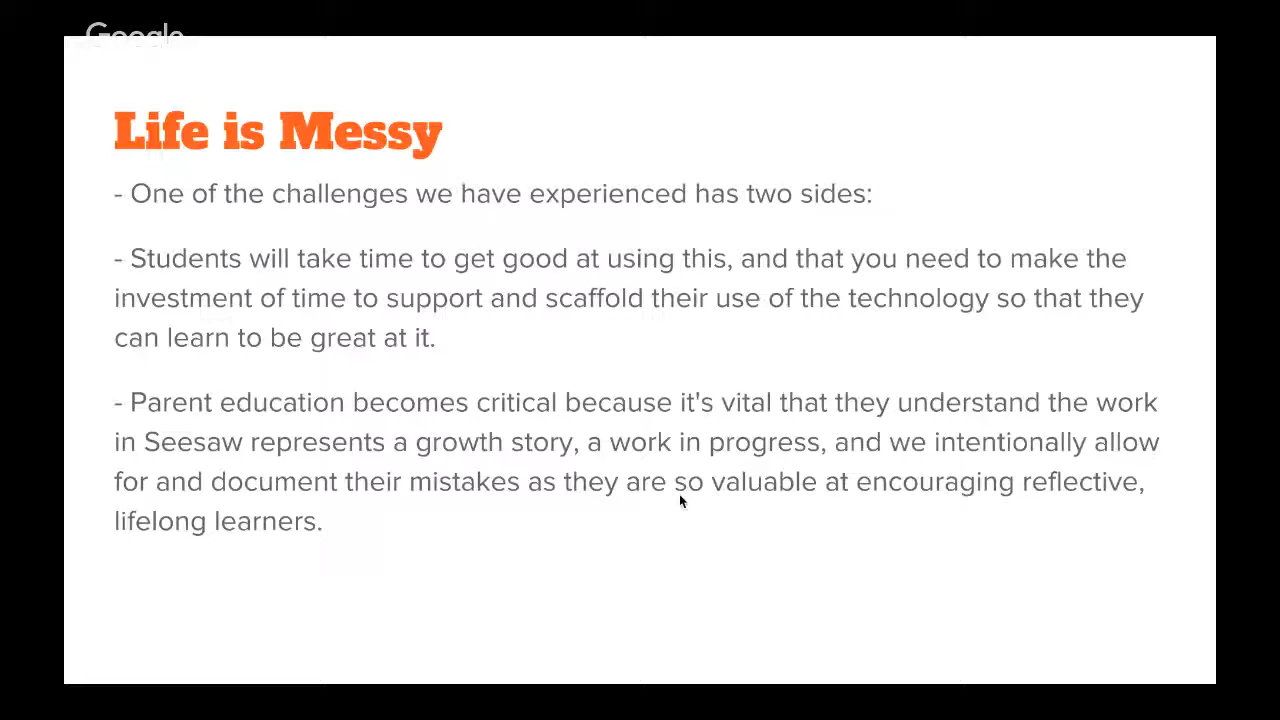 Google
Life is Messy
- One of the challenges we have experienced has two sides:
- Students will take time to get good at using this, and that you need to make the
investment of time to support and scaffold their use of the technology so that they
can learn to be great at it.
- Parent education becomes critical because it's vital that they understand the work
in Seesaw represents a growth story, a work in progress, and we intentionally allow
for and document their mistakes as they are so valuable at encouraging reflective,
lifelong learners.